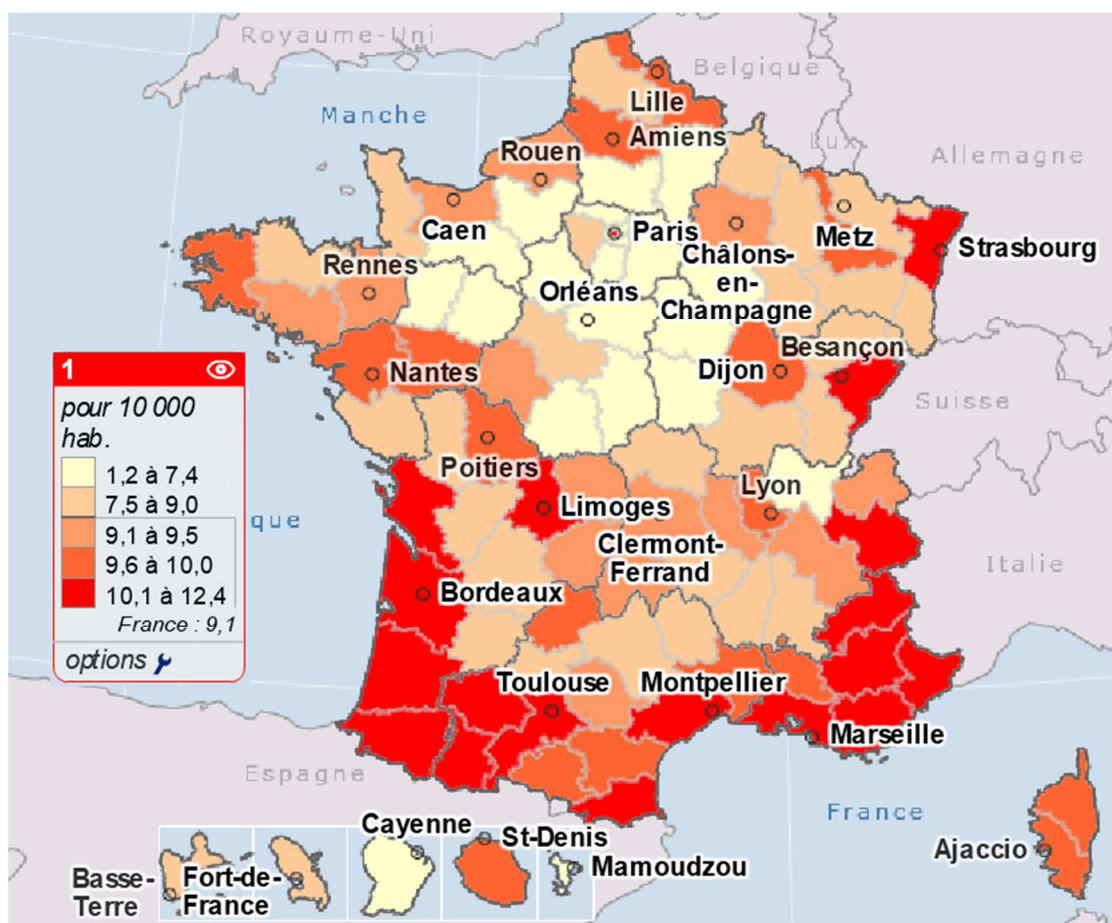 Royaume-Uni
Belgique
Lille
Manche
Amiens
Lux.
Allemagne
Rouen
Caen
Paris
Metz
Strasbourg
Châlons-
en-
Champagne
Rennes
Orléans
Besançon
Dijon
Nantes
Suisse
1
pour 10 000
hab.
1,2 à 7,4
7,5 à 9,0
9,1 à 9,5
9,6 à 10,0
10,1 à 12,4
France : 9,1
options
que
Poitiers
Lyon
Limoges
Clermont-
Ferrand
Italie
Bordeaux
Toulouse
Montpellier
Marseille
Espagne
France
Cayenne
St-Denis
Mamoudzou
Ajaccio
Basse-
Terre
Fort-de-
France